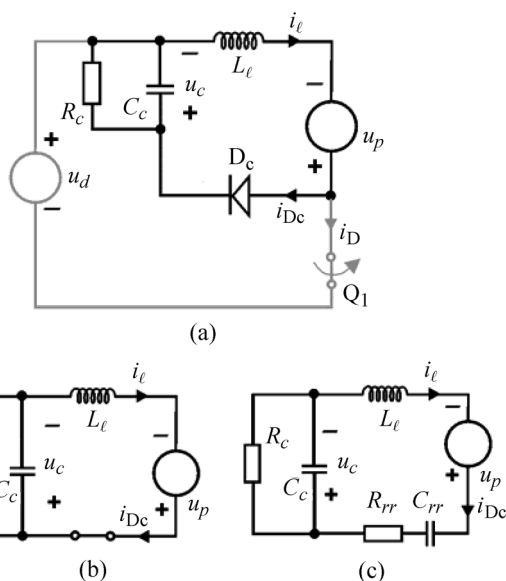 − i_ℓ
L_ℓ −
R_c C_c u_c
+
+ u_d − D_c + u_p
i_Dc
i_D
Q_1
(a)
i_ℓ
− L_ℓ −
C_c u_c
+ i_Dc + u_p
(b)
i_ℓ
R_c − L_ℓ −
C_c u_c + u_p
+ R_rr C_rr i_Dc
(c)